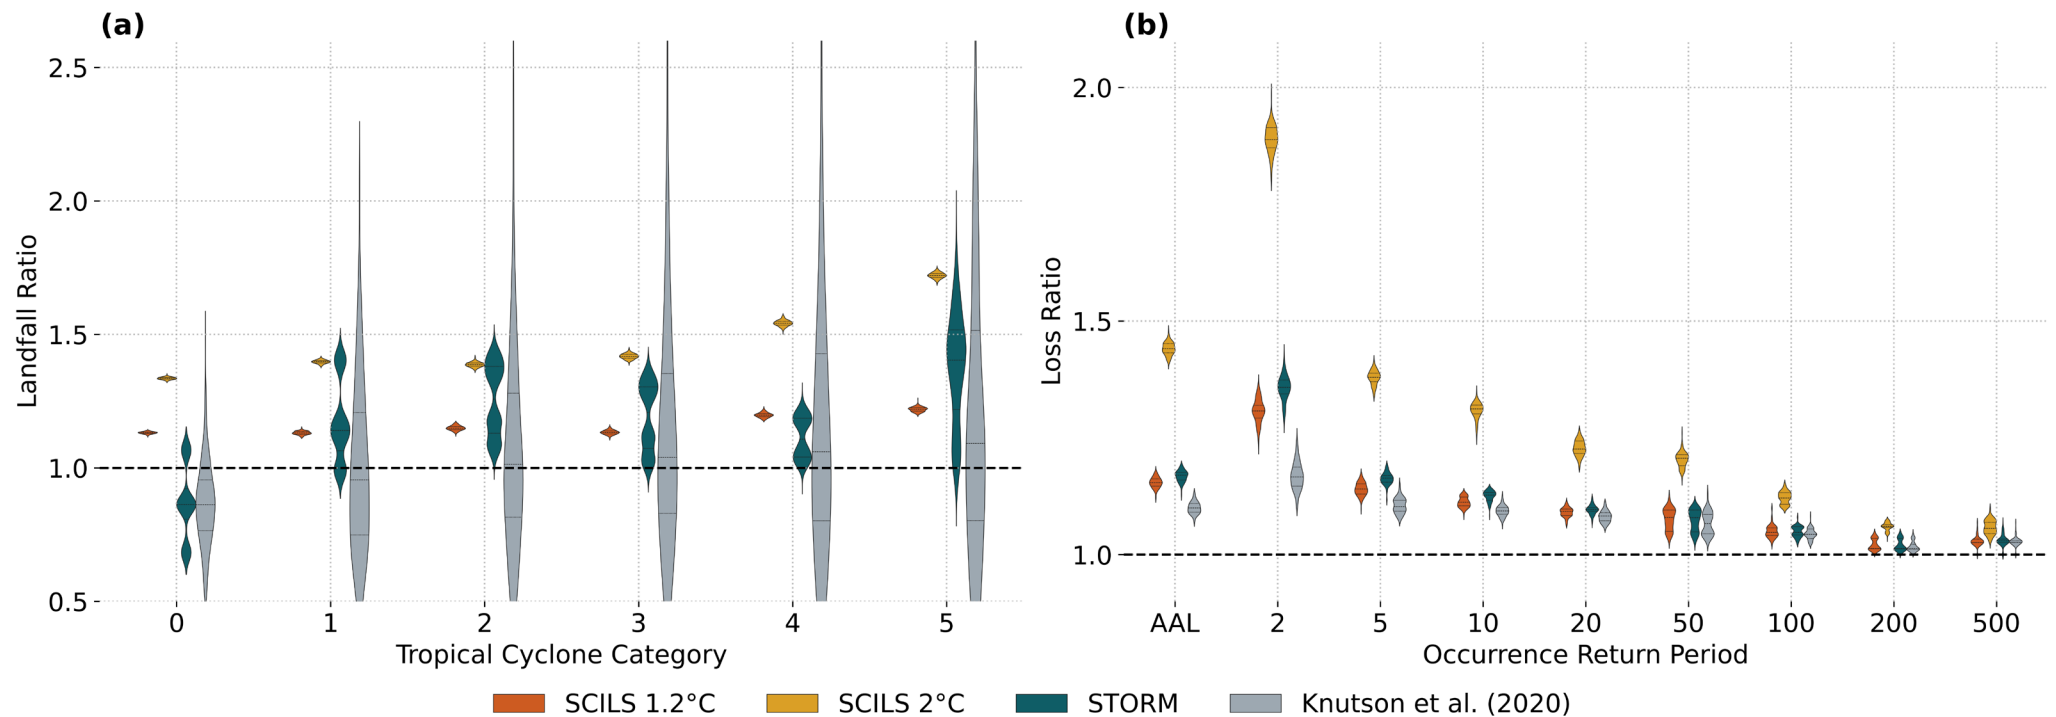 (a)
2.5
2.0
1.5
1.0
0.5
Landfall Ratio
0 1 2 3 4 5
Tropical Cyclone Category
(b)
2.0
1.5
1.0
Loss Ratio
AAL 2 5 10 20 50 100 200 500
Occurrence Return Period
SCILS 1.2°C SCILS 2°C STORM Knutson et al. (2020)